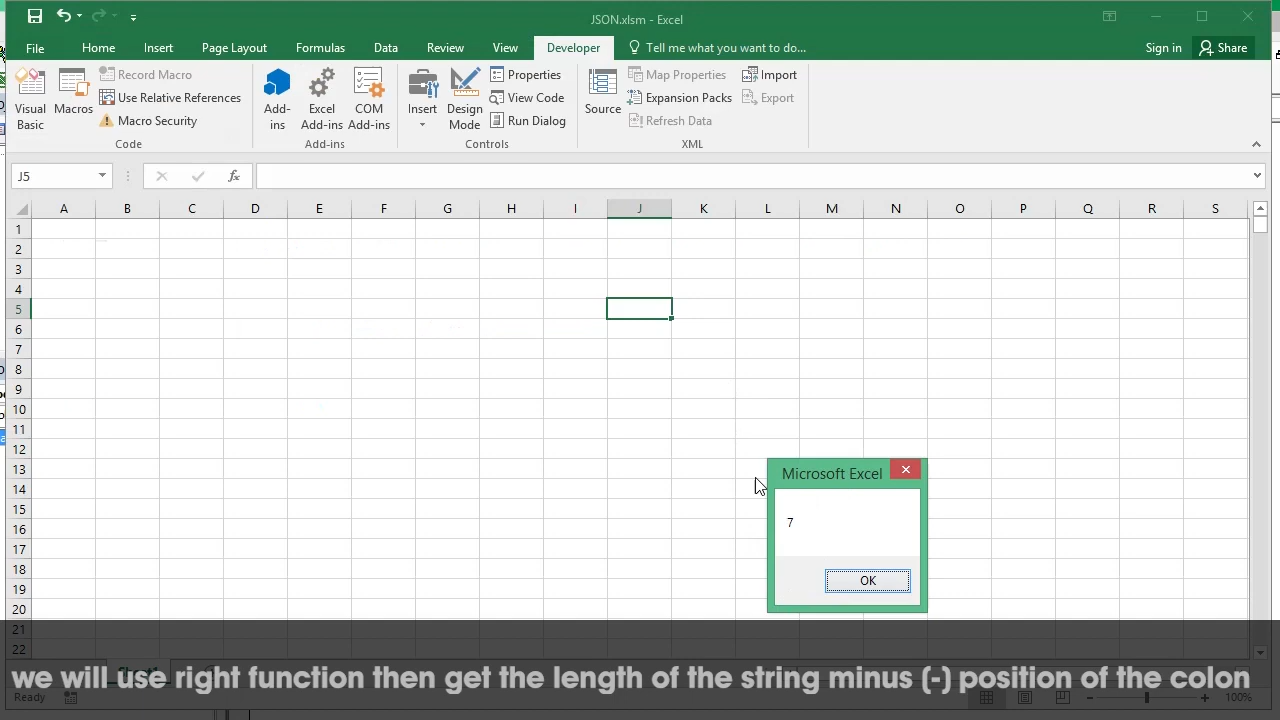 JSON.xlsm - Excel
File Home Insert Page Layout Formulas Data Review View Developer Tell me what you want to do... Sign in Share
Visual Basic
Macros
Record Macro
Use Relative References
Macro Security
Code
Add-ins
Excel Add-ins
COM Add-ins
Add-ins
Insert
Design Mode
Properties
View Code
Run Dialog
Controls
Source
Map Properties
Expansion Packs
Refresh Data
Import
Export
XML
J5
fx
A B C D E F G H I J K L M N O P Q R S
1
2
3
4
5
6
7
8
9
10
11
12
13
14
15
16
17
18
19
20
21
22
Microsoft Excel
7
OK
we will use right function then get the length of the string minus (-) position of the colon
Ready
100%